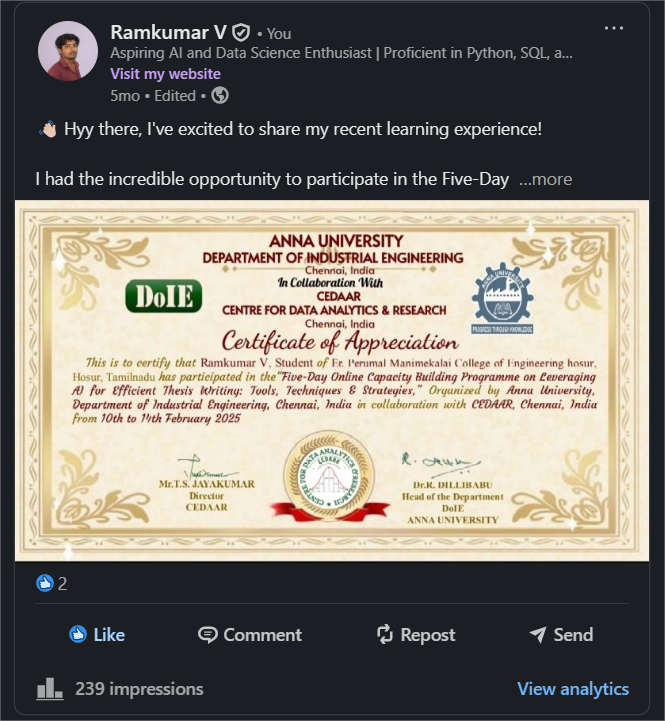 Ramkumar V • You
Aspiring AI and Data Science Enthusiast | Proficient in Python, SQL, a...
Visit my website
5mo • Edited •
👋🏻 Hyy there, I've excited to share my recent learning experience!
I had the incredible opportunity to participate in the Five-Day ...more
ANNA UNIVERSITY
DEPARTMENT OF INDUSTRIAL ENGINEERING
Chennai, India
In Collaboration With
CEDAAR
CENTRE FOR DATA ANALYTICS & RESEARCH
Chennai, India
DoIE
ANNA UNIVERSITY
PROGRESS THROUGH KNOWLEDGE
Certificate of Appreciation
This is to certify that Ramkumar V, Student of Er. Perumal Manimekalai College of Engineering hosur,
Hosur, Tamilnadu has participated in the "Five-Day Online Capacity Building Programme on Leveraging
AI for Efficient Thesis Writing: Tools, Techniques & Strategies," Organized by Anna University,
Department of Industrial Engineering, Chennai, India in collaboration with CEDAAR, Chennai, India
from 10th to 14th February 2025
CENTRE FOR DATA ANALYTICS & RESEARCH
CEDAAR
Mr.T.S. JAYAKUMAR
Director
CEDAAR
Dr.R. DILLIBABU
Head of the Department
DoIE
ANNA UNIVERSITY
2
Like Comment Repost Send
239 impressions View analytics